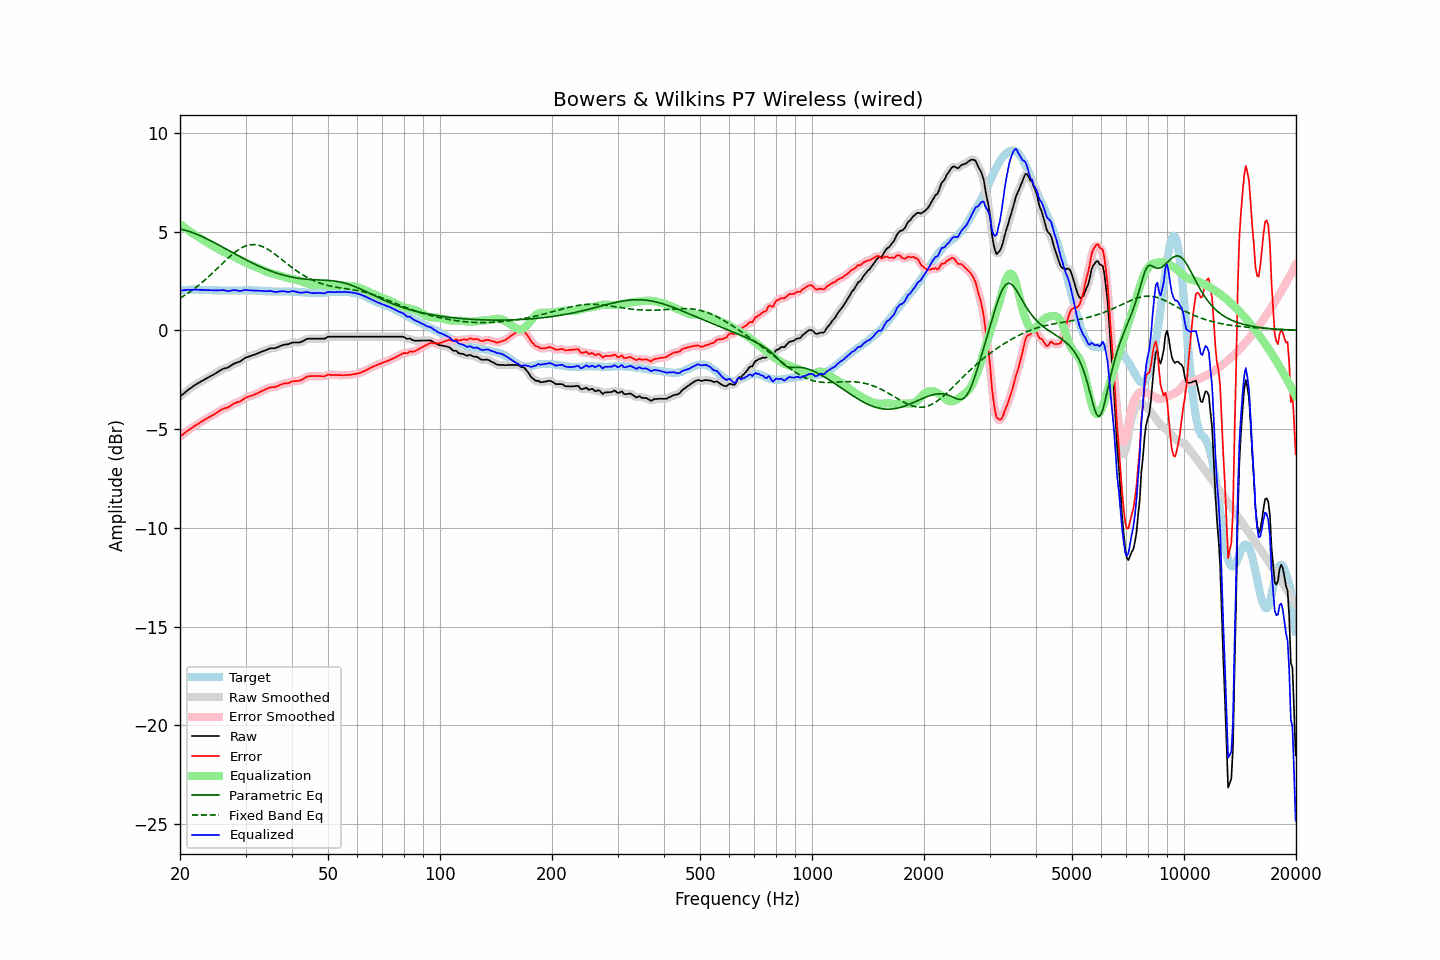 Bowers & Wilkins P7 Wireless (wired)
Amplitude (dBr)
10
5
0
−5
−10
−15
−20
−25
Target
Raw Smoothed
Error Smoothed
Raw
Error
Equalization
Parametric Eq
Fixed Band Eq
Equalized
20 50 100 200 500 1000 2000 5000 10000 20000
Frequency (Hz)